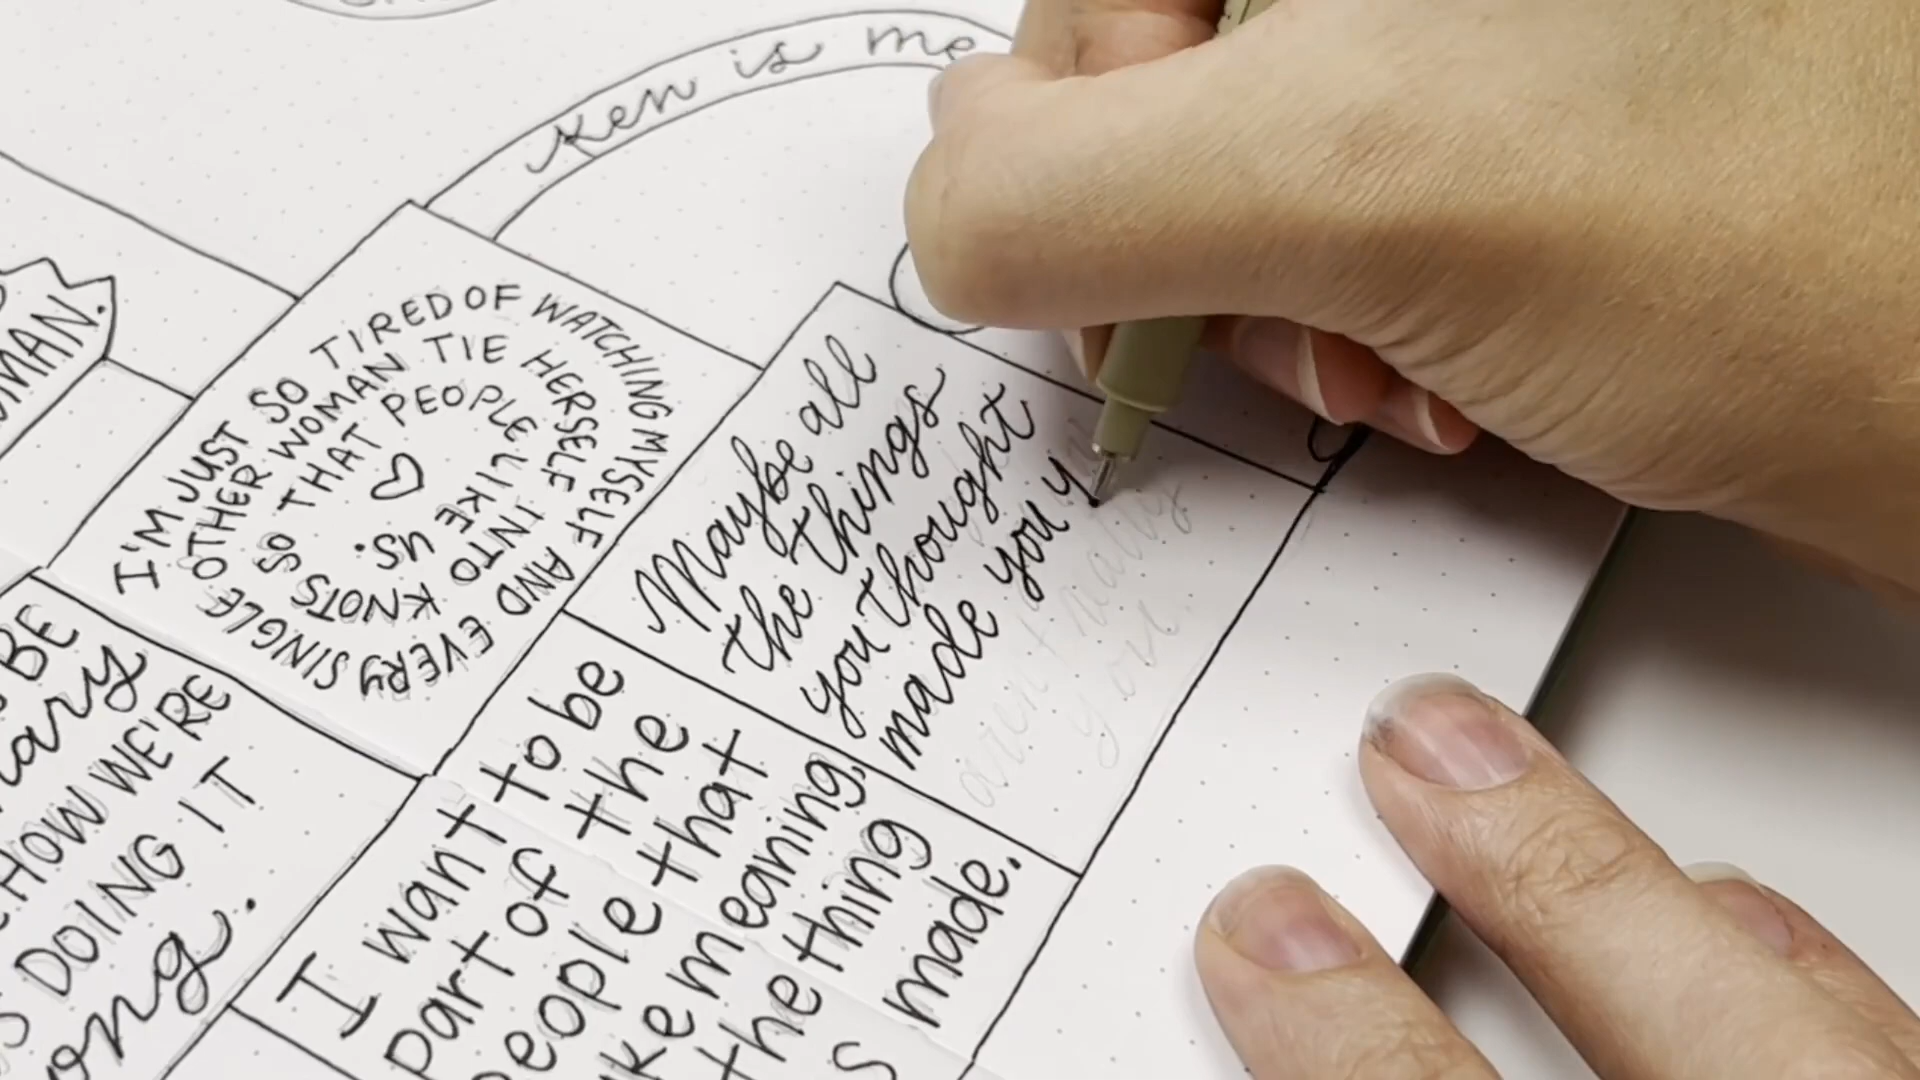 Ken is me
MAN.
I'M JUST SO TIRED OF WATCHING MYSELF AND EVERY
SINGLE OTHER WOMAN TIE HERSELF INTO KNOTS
SO THAT PEOPLE LIKE
US.
Maybe all
the things
you thought
made you y
aren't really
you.
BE
HOW WE'RE
DOING IT
I want to be
part of the
people that
meaning,
the thing
made.